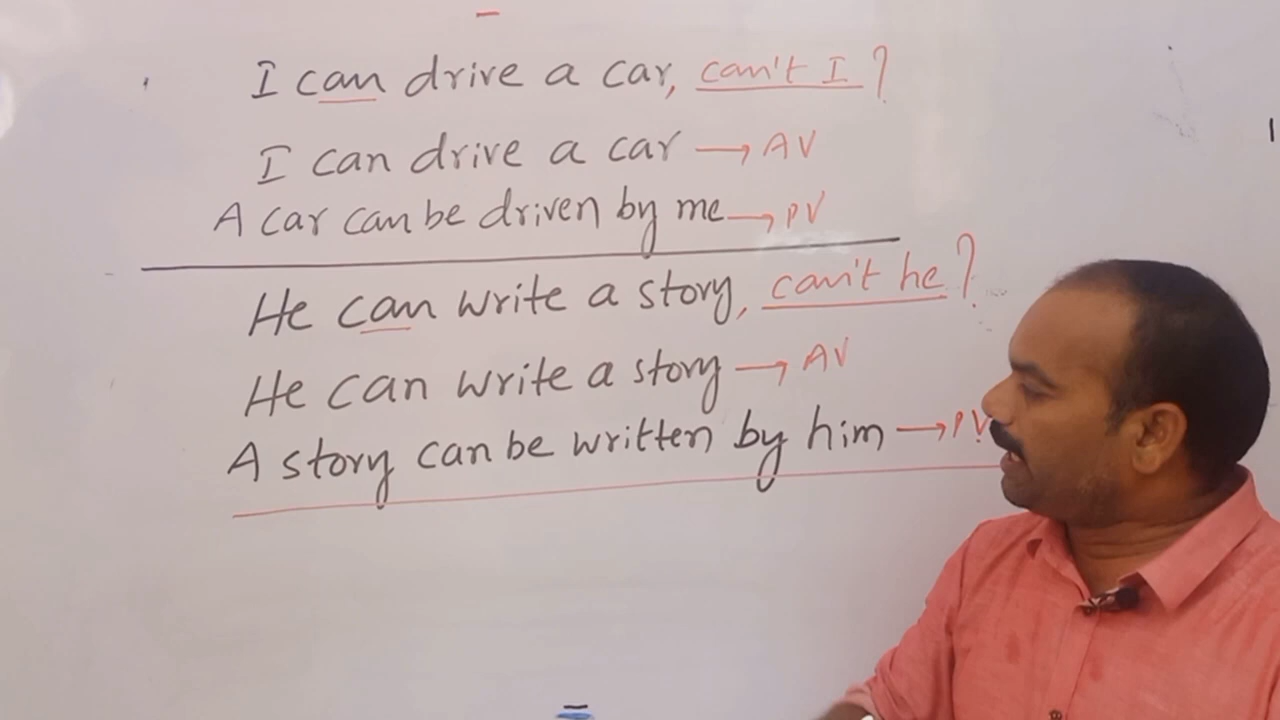 I can drive a car, can't I?
I can drive a car → AV
A car can be driven by me → PV
He can write a story, can't he?
He can write a story → AV
A story can be written by him → PV